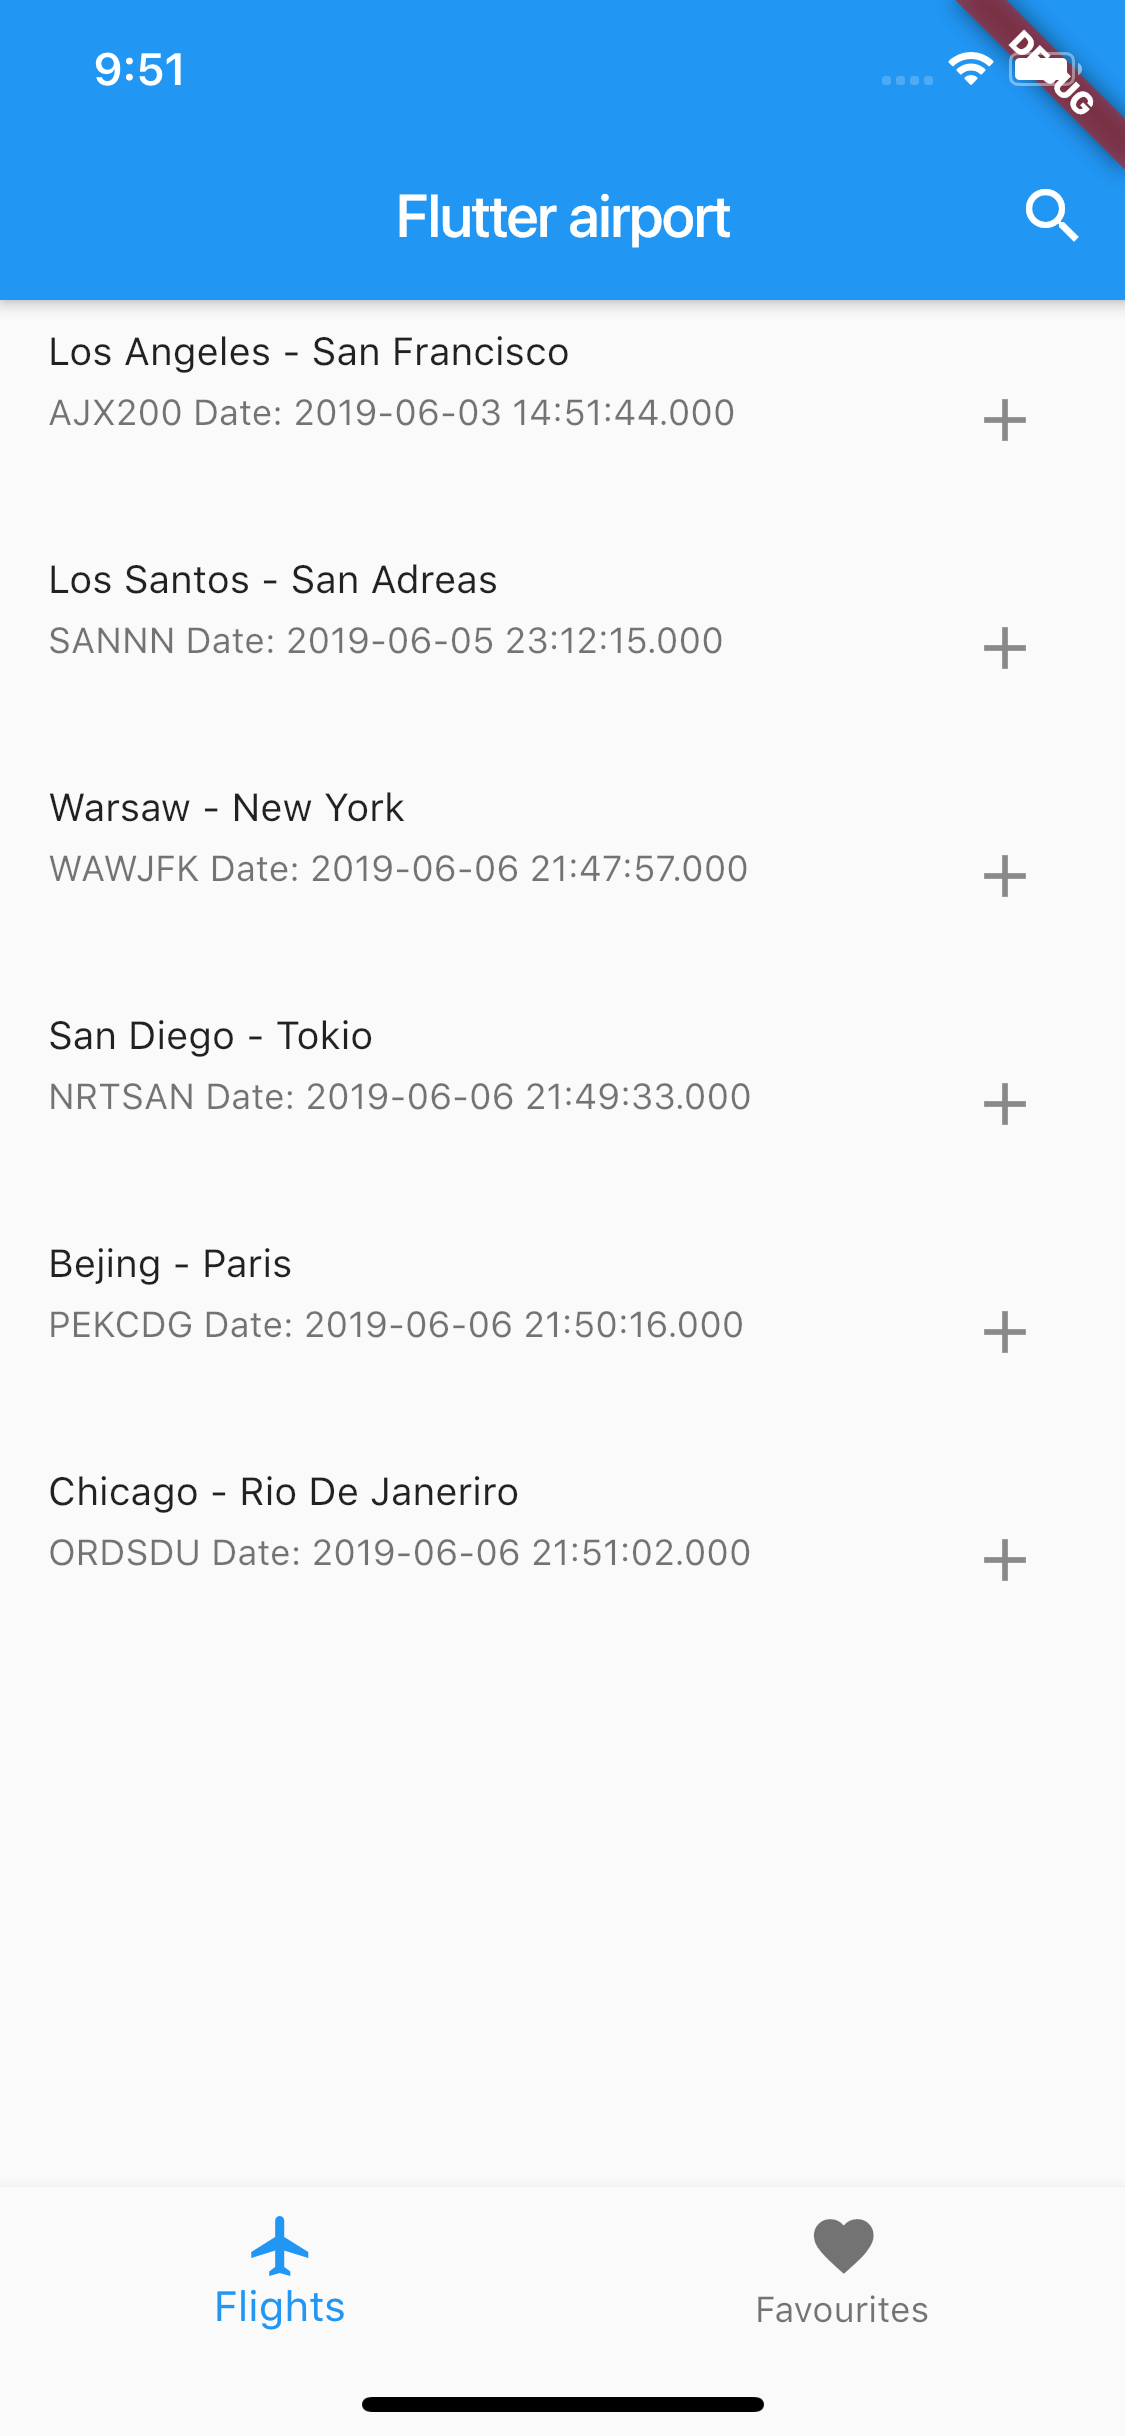 9:51
DEBUG
Flutter airport
Los Angeles - San Francisco
AJX200 Date: 2019-06-03 14:51:44.000
Los Santos - San Adreas
SANNN Date: 2019-06-05 23:12:15.000
Warsaw - New York
WAWJFK Date: 2019-06-06 21:47:57.000
San Diego - Tokio
NRTSAN Date: 2019-06-06 21:49:33.000
Bejing - Paris
PEKCDG Date: 2019-06-06 21:50:16.000
Chicago - Rio De Janeriro
ORDSDU Date: 2019-06-06 21:51:02.000
Flights
Favourites